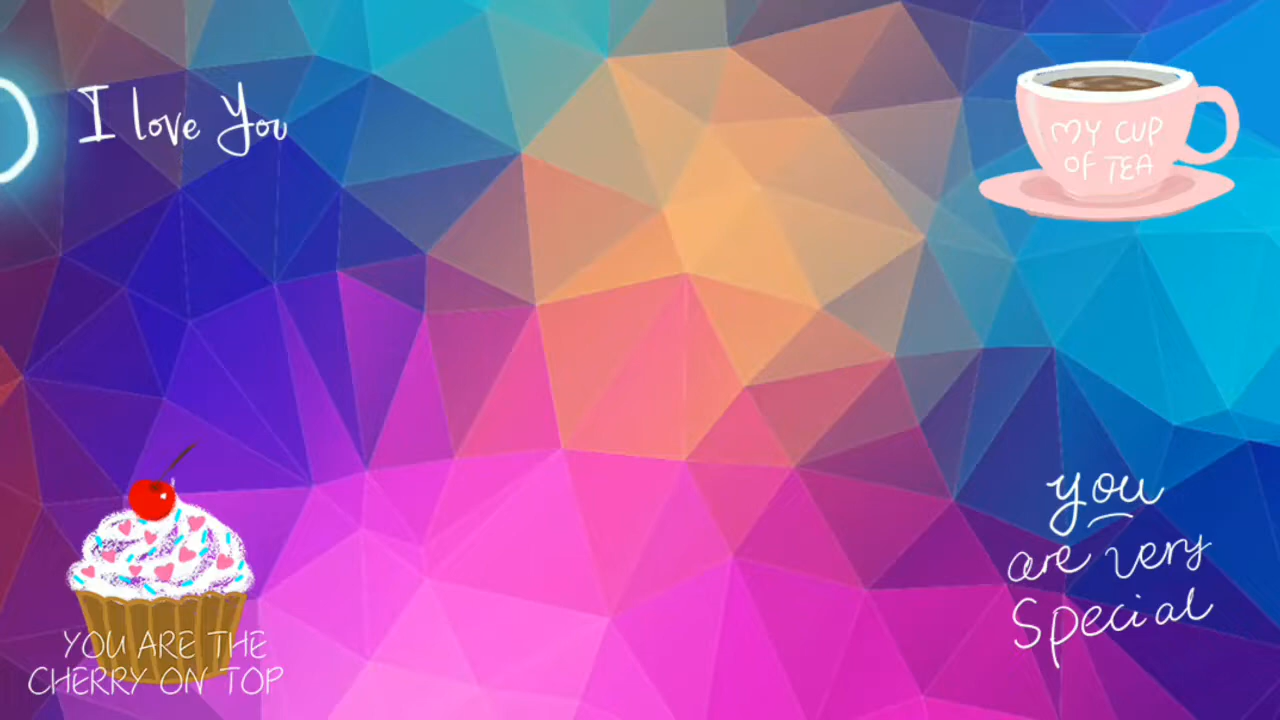 I love You
MY CUP
OF TEA
you
are very
Special
YOU ARE THE
CHERRY ON TOP